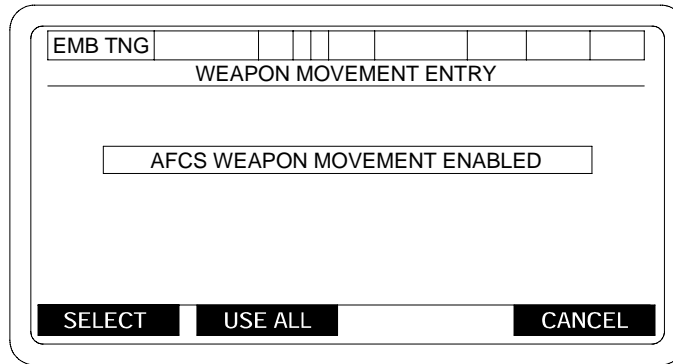 EMB TNG
WEAPON MOVEMENT ENTRY
AFCS WEAPON MOVEMENT ENABLED
SELECT USE ALL CANCEL